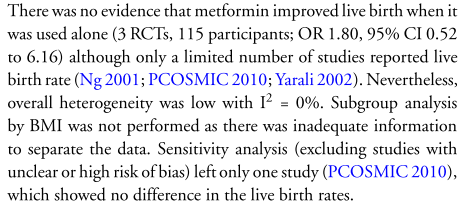 There was no evidence that metformin improved live birth when it
was used alone (3 RCTs, 115 participants; OR 1.80, 95% CI 0.52
to 6.16) although only a limited number of studies reported live
birth rate (Ng 2001; PCOSMIC 2010; Yarali 2002). Nevertheless,
overall heterogeneity was low with I² = 0%. Subgroup analysis
by BMI was not performed as there was inadequate information
to separate the data. Sensitivity analysis (excluding studies with
unclear or high risk of bias) left only one study (PCOSMIC 2010),
which showed no difference in the live birth rates.